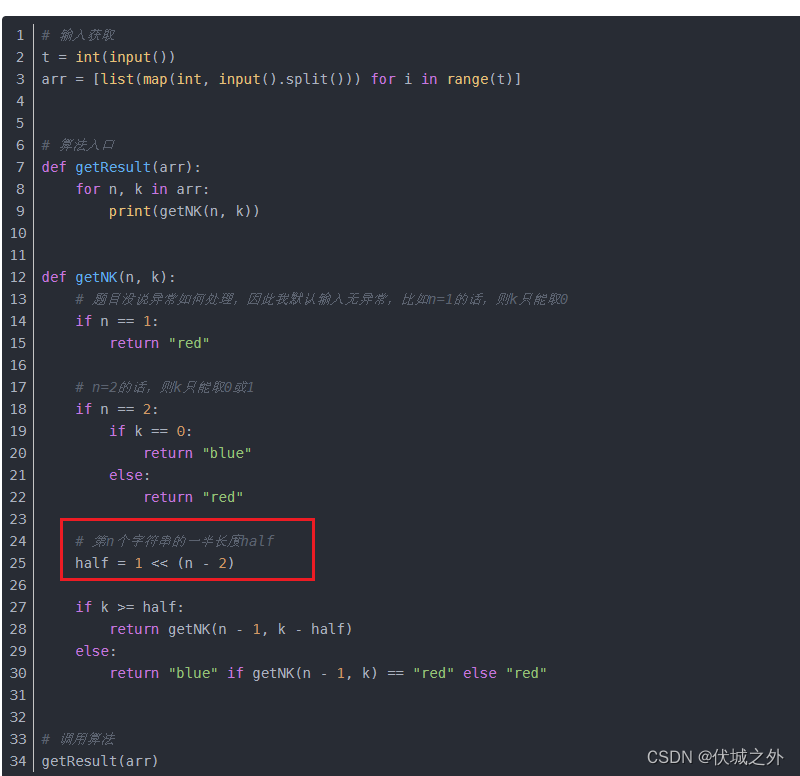 1 # 输入获取
2 t = int(input())
3 arr = [list(map(int, input().split())) for i in range(t)]
4
5
6 # 算法入口
7 def getResult(arr):
8     for n, k in arr:
9         print(getNK(n, k))
10
11
12 def getNK(n, k):
13     # 题目没说异常如何处理，因此我默认输入无异常，比如n=1的话，则k只能取0
14     if n == 1:
15         return "red"
16
17     # n=2的话，则k只能取0或1
18     if n == 2:
19         if k == 0:
20             return "blue"
21         else:
22             return "red"
23
24     # 第n个字符串的一半长度half
25     half = 1 << (n - 2)
26
27     if k >= half:
28         return getNK(n - 1, k - half)
29     else:
30         return "blue" if getNK(n - 1, k) == "red" else "red"
31
32
33 # 调用算法
34 getResult(arr)
CSDN @伏城之外